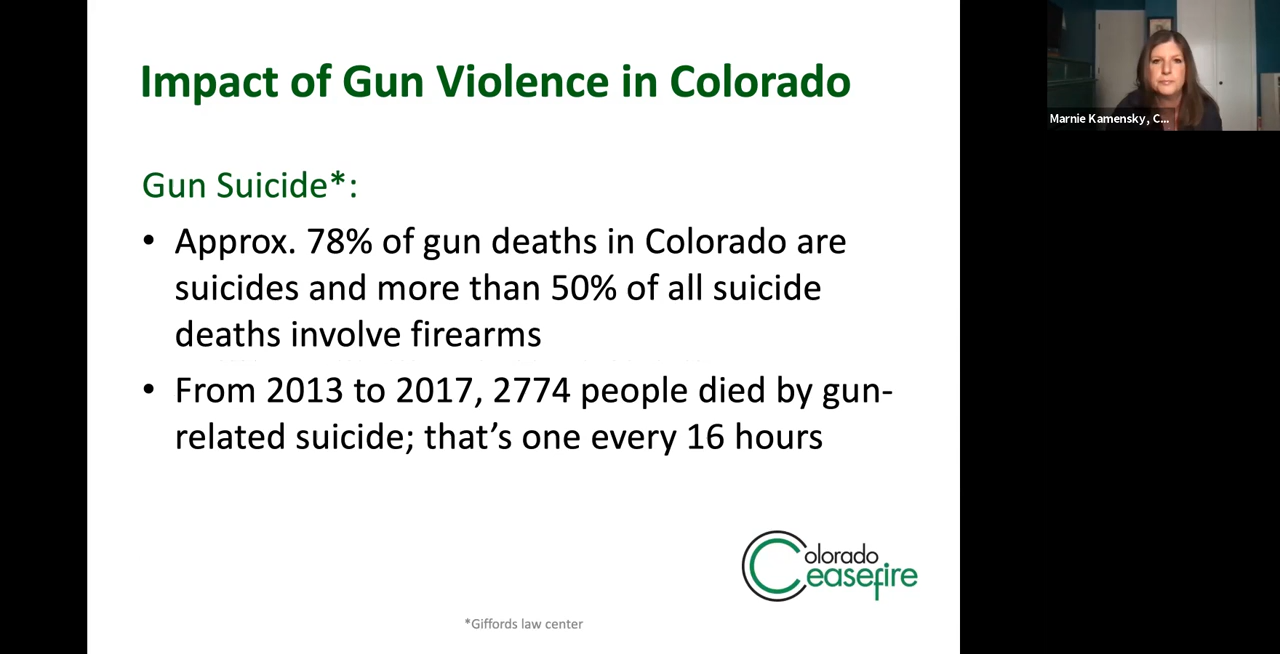 Impact of Gun Violence in Colorado
Marnie Kamensky, C...
Gun Suicide*:
• Approx. 78% of gun deaths in Colorado are
suicides and more than 50% of all suicide
deaths involve firearms
• From 2013 to 2017, 2774 people died by gun-
related suicide; that’s one every 16 hours
Colorado
Ceasefire
*Giffords law center